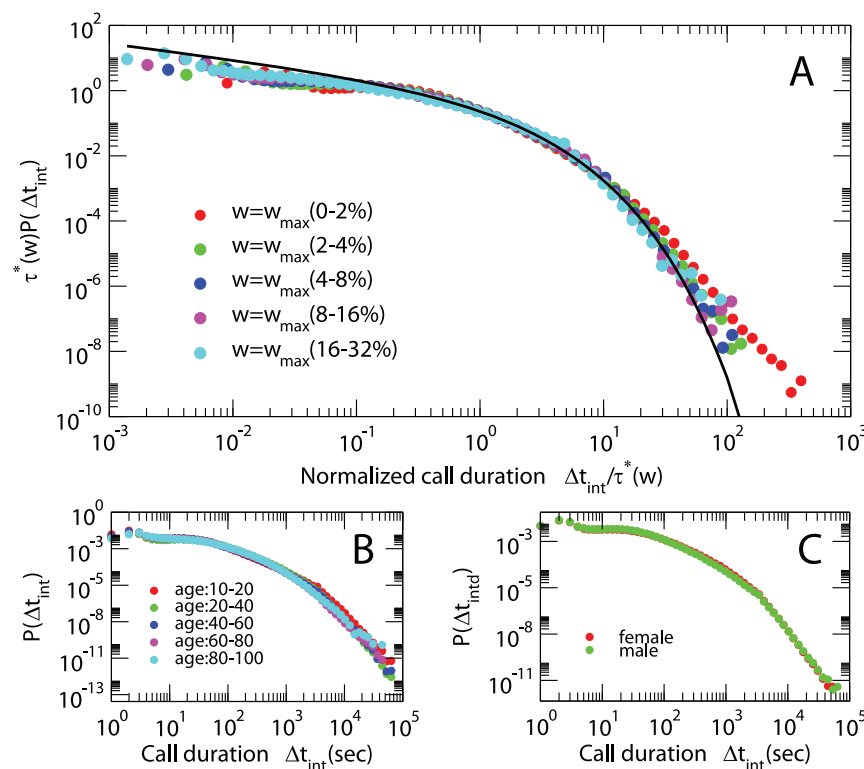 A
τ*(w)P(Δt_int)
10^2
10^0
10^-2
10^-4
10^-6
10^-8
10^-10
w=w_max(0-2%)
w=w_max(2-4%)
w=w_max(4-8%)
w=w_max(8-16%)
w=w_max(16-32%)
10^-3 10^-2 10^-1 10^0 10^1 10^2 10^3
Normalized call duration Δt_int/τ*(w)
B
P(Δt_int)
10^0
10^-3
10^-5
10^-8
10^-11
10^-13
age:10-20
age:20-40
age:40-60
age:60-80
age:80-100
10^0 10^1 10^2 10^3 10^4 10^5
Call duration Δt_int(sec)
C
P(Δt_intd)
10^-3
10^-5
10^-8
10^-11
female
male
10^0 10^1 10^2 10^3 10^4 10^5
Call duration Δt_int(sec)